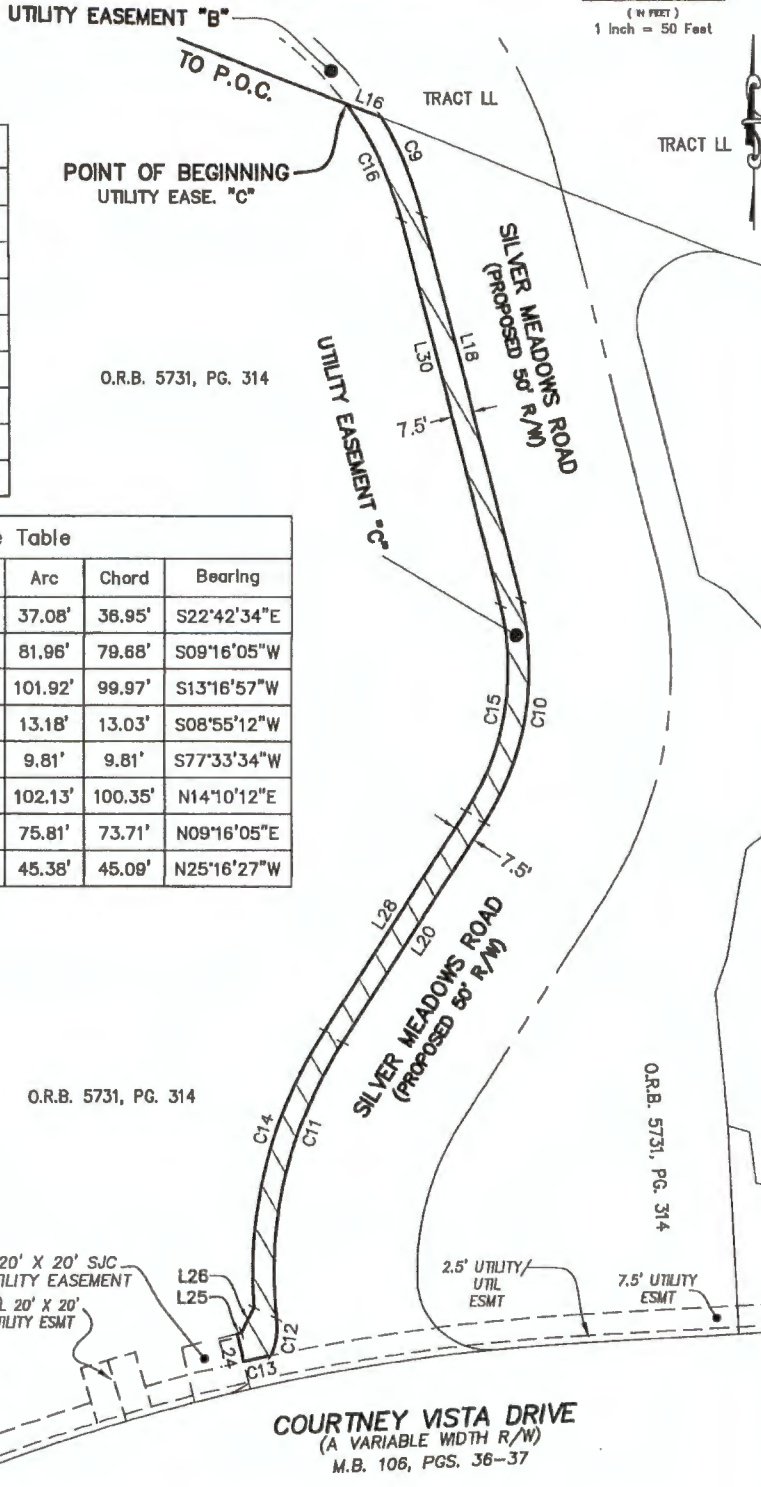 UTILITY EASEMENT "B"
( IN FEET )
1 Inch = 50 Feet
TO P.O.C.
L16
TRACT LL
TRACT LL
POINT OF BEGINNING
UTILITY EASE. "C"
C16
C9
SILVER MEADOWS ROAD
(PROPOSED 50' R/W)
O.R.B. 5731, PG. 314
UTILITY EASEMENT "C"
L30
L18
7.5'
Table
Arc Chord Bearing
37.08' 36.95' S22°42'34"E
81.96' 79.68' S09°16'05"W
101.92' 99.97' S13°16'57"W
13.18' 13.03' S08°55'12"W
9.81' 9.81' S77°33'34"W
102.13' 100.35' N14°10'12"E
75.81' 73.71' N09°16'05"E
45.38' 45.09' N25°16'27"W
C15
C10
7.5'
L28
L20
SILVER MEADOWS ROAD
(PROPOSED 50' R/W)
O.R.B. 5731, PG. 314
O.R.B. 5731, PG. 314
C14
C11
20' X 20' SJC
UTILITY EASEMENT
20' X 20'
UTILITY ESMT
L26
L25
L24
C13
C12
2.5' UTILITY/
UTIL
ESMT
7.5' UTILITY
ESMT
COURTNEY VISTA DRIVE
(A VARIABLE WIDTH R/W)
M.B. 106, PGS. 36-37